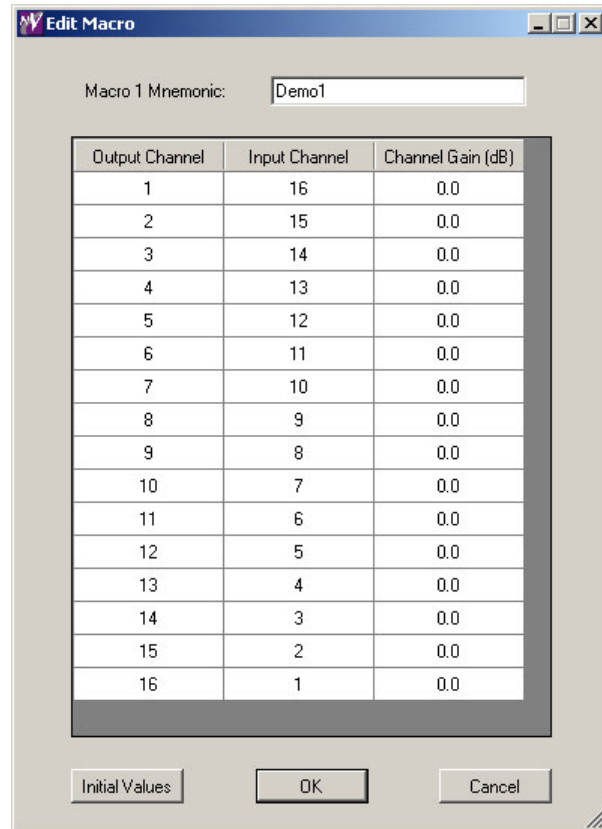 Edit Macro
Macro 1 Mnemonic: Demo1
Output Channel Input Channel Channel Gain (dB)
1 16 0.0
2 15 0.0
3 14 0.0
4 13 0.0
5 12 0.0
6 11 0.0
7 10 0.0
8 9 0.0
9 8 0.0
10 7 0.0
11 6 0.0
12 5 0.0
13 4 0.0
14 3 0.0
15 2 0.0
16 1 0.0
Initial Values OK Cancel